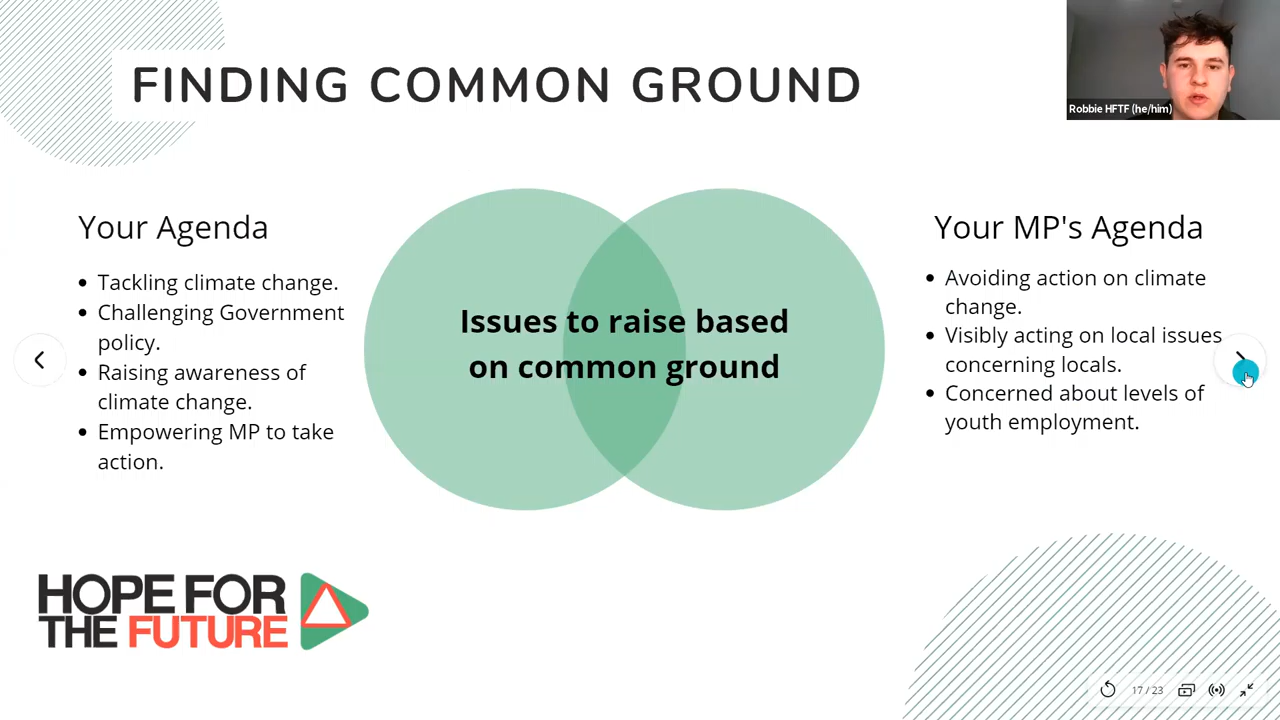 FINDING COMMON GROUND
Robbie HFTF (he/him)
Your Agenda
Tackling climate change.
Challenging Government
policy.
Raising awareness of
climate change.
Empowering MP to take
action.
Issues to raise based
on common ground
Your MP's Agenda
Avoiding action on climate
change.
Visibly acting on local issues
concerning locals.
Concerned about levels of
youth employment.
HOPE FOR
THE FUTURE
17 / 23